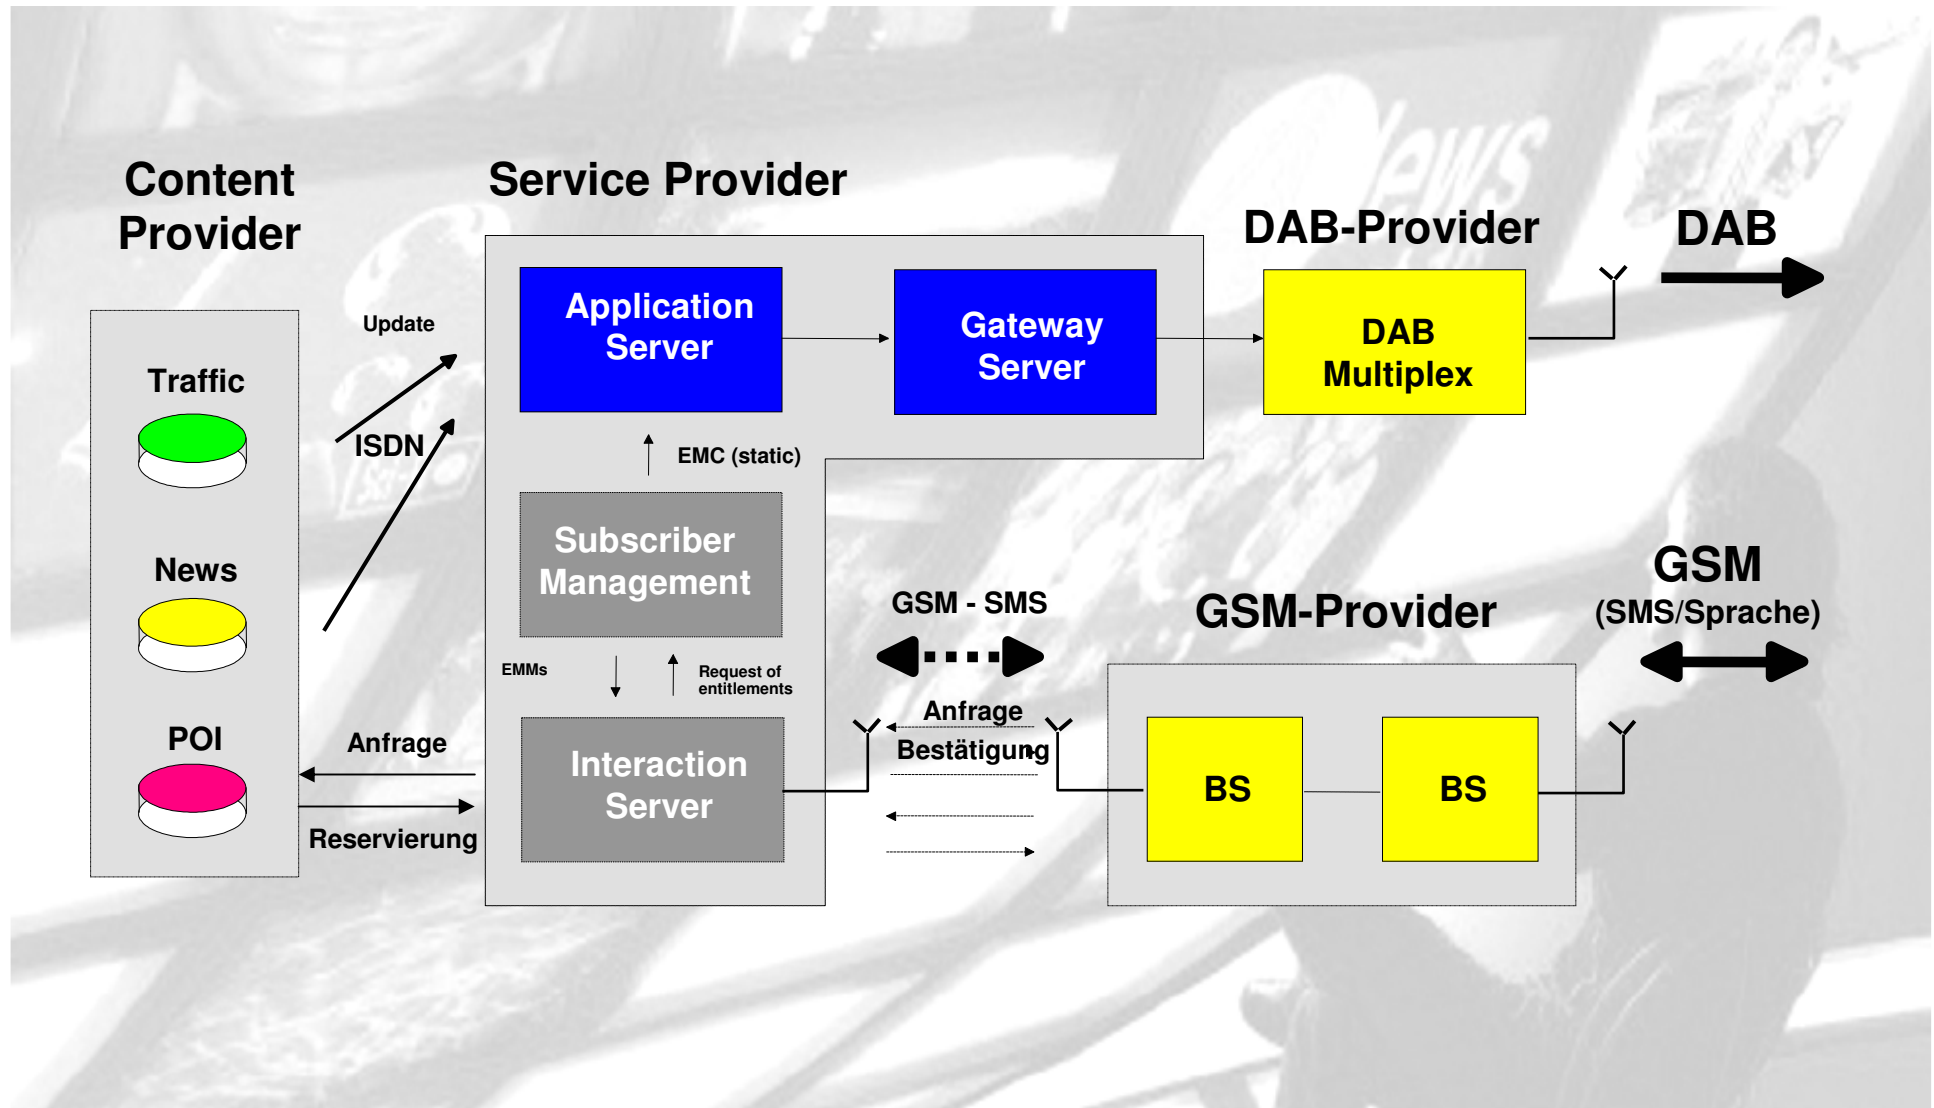 Content
Provider
Service Provider
DAB-Provider
DAB
News
Traffic
News
POI
Update
ISDN
Anfrage
Reservierung
Application
Server
Gateway
Server
DAB
Multiplex
EMC (static)
Subscriber
Management
EMMs
Request of
entitlements
Interaction
Server
GSM - SMS
Anfrage
Bestätigung
GSM-Provider
BS
BS
GSM
(SMS/Sprache)